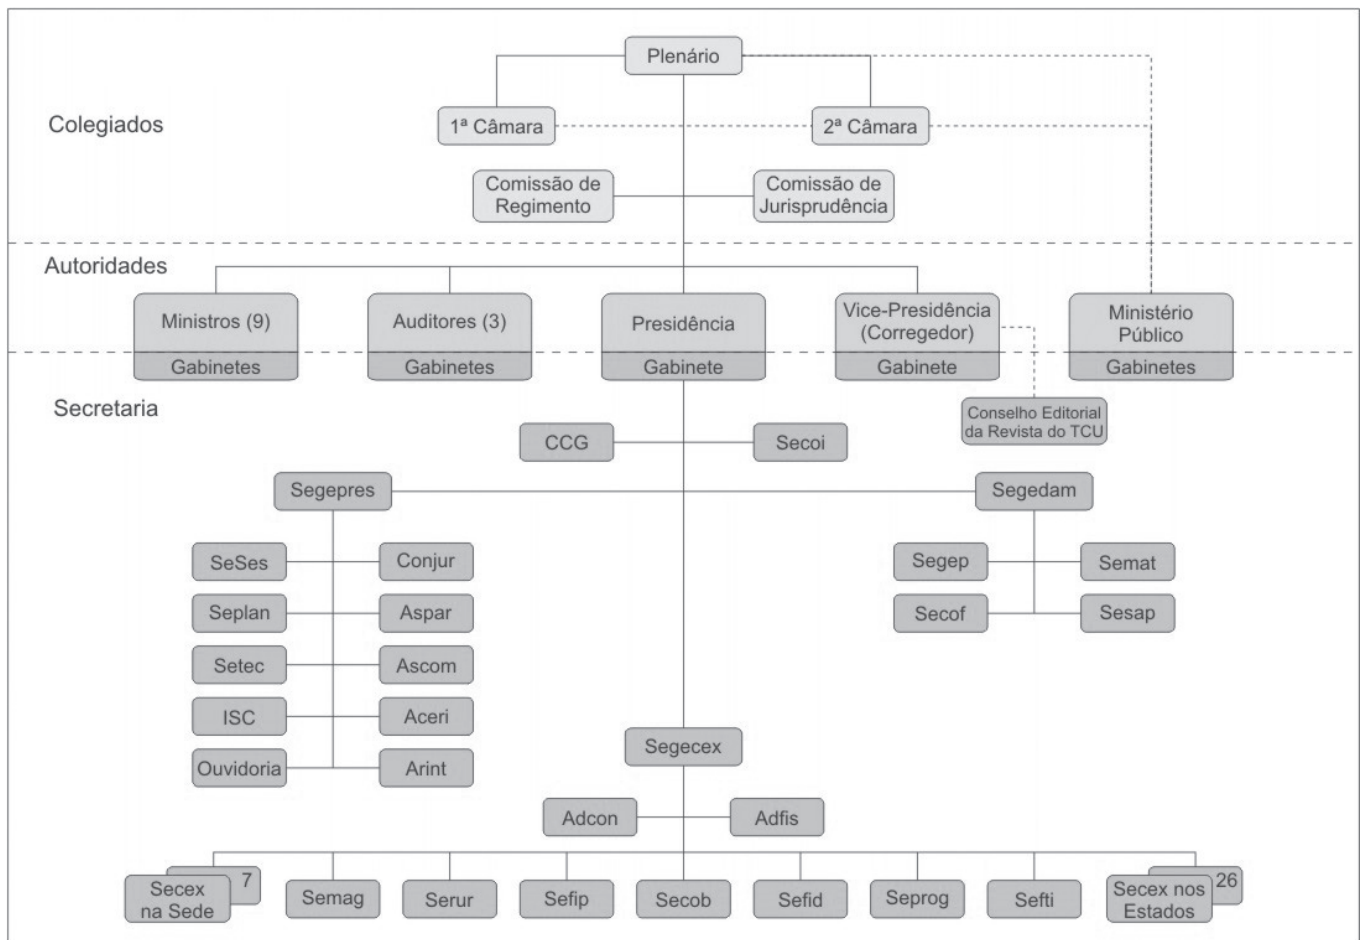 Plenário
Colegiados
1ª Câmara
2ª Câmara
Comissão de
Regimento
Comissão de
Jurisprudência
Autoridades
Ministros (9)
Gabinetes
Auditores (3)
Gabinetes
Presidência
Gabinete
Vice-Presidência
(Corregedor)
Gabinete
Ministério
Público
Gabinetes
Secretaria
Conselho Editorial
da Revista do TCU
CCG
Secoi
Segepres
Segedam
SeSes
Conjur
Segep
Semat
Seplan
Aspar
Secof
Sesap
Setec
Ascom
ISC
Aceri
Segecex
Ouvidoria
Arint
Adcon
Adfis
7
Secex
na Sede
Semag
Serur
Sefip
Secob
Sefid
Seprog
Sefti
26
Secex nos
Estados